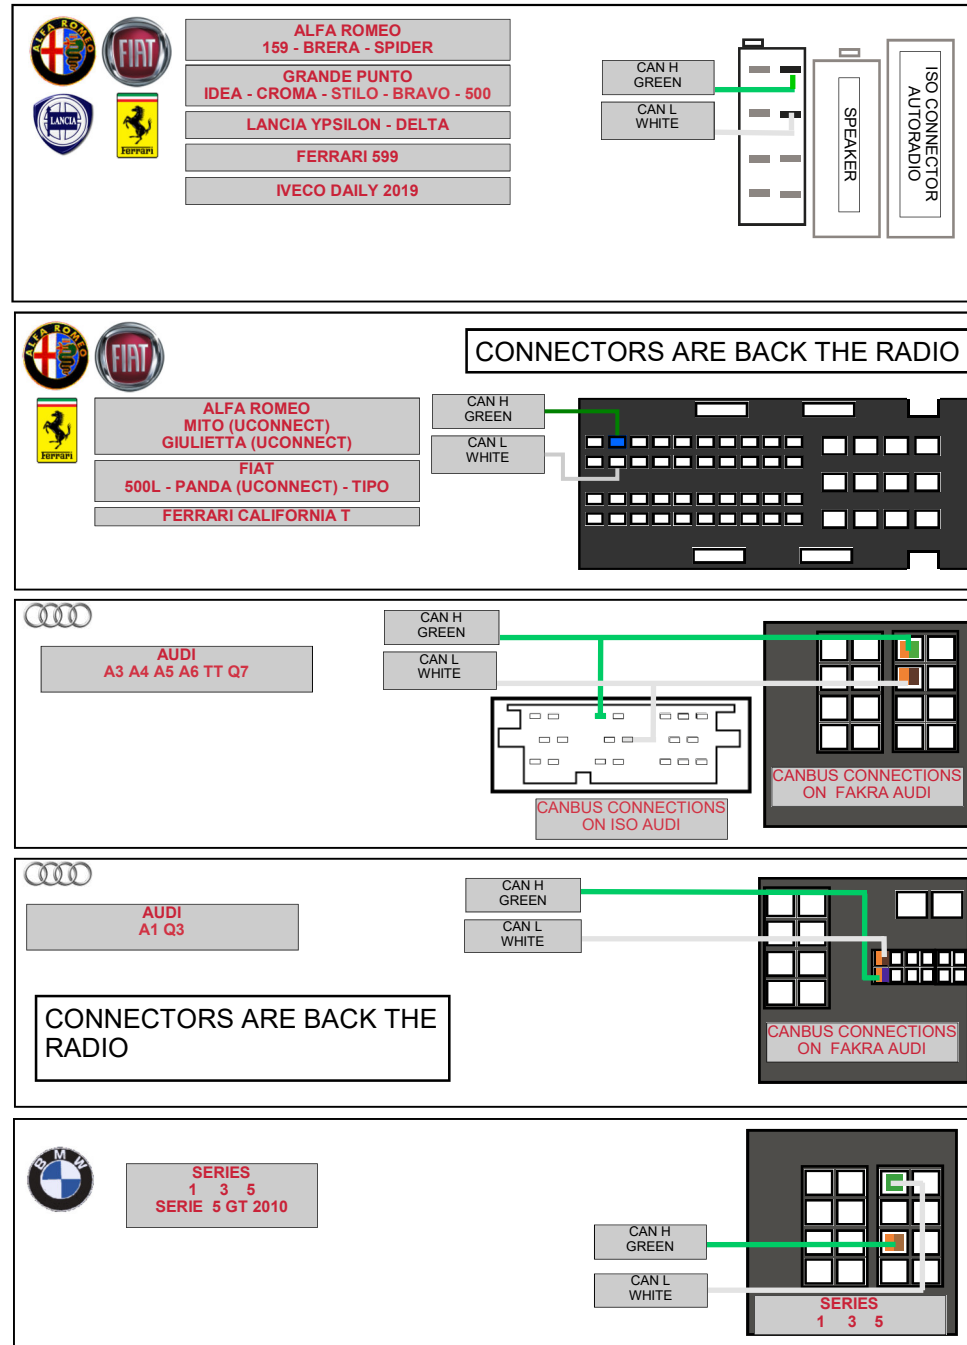 ALFA ROMEO
FIAT
LANCIA
Ferrari
ALFA ROMEO
159 - BRERA - SPIDER
GRANDE PUNTO
IDEA - CROMA - STILO - BRAVO - 500
LANCIA YPSILON - DELTA
FERRARI 599
IVECO DAILY 2019
CAN H
GREEN
CAN L
WHITE
SPEAKER
ISO CONNECTOR
AUTORADIO
ALFA ROMEO
FIAT
Ferrari
CONNECTORS ARE BACK THE RADIO
ALFA ROMEO
MITO (UCONNECT)
GIULIETTA (UCONNECT)
FIAT
500L - PANDA (UCONNECT) - TIPO
FERRARI CALIFORNIA T
CAN H
GREEN
CAN L
WHITE
AUDI
A3 A4 A5 A6 TT Q7
CAN H
GREEN
CAN L
WHITE
CANBUS CONNECTIONS
ON ISO AUDI
CANBUS CONNECTIONS
ON FAKRA AUDI
AUDI
A1 Q3
CONNECTORS ARE BACK THE
RADIO
CAN H
GREEN
CAN L
WHITE
CANBUS CONNECTIONS
ON FAKRA AUDI
BMW
SERIES
1 3 5
SERIE 5 GT 2010
CAN H
GREEN
CAN L
WHITE
SERIES
1 3 5